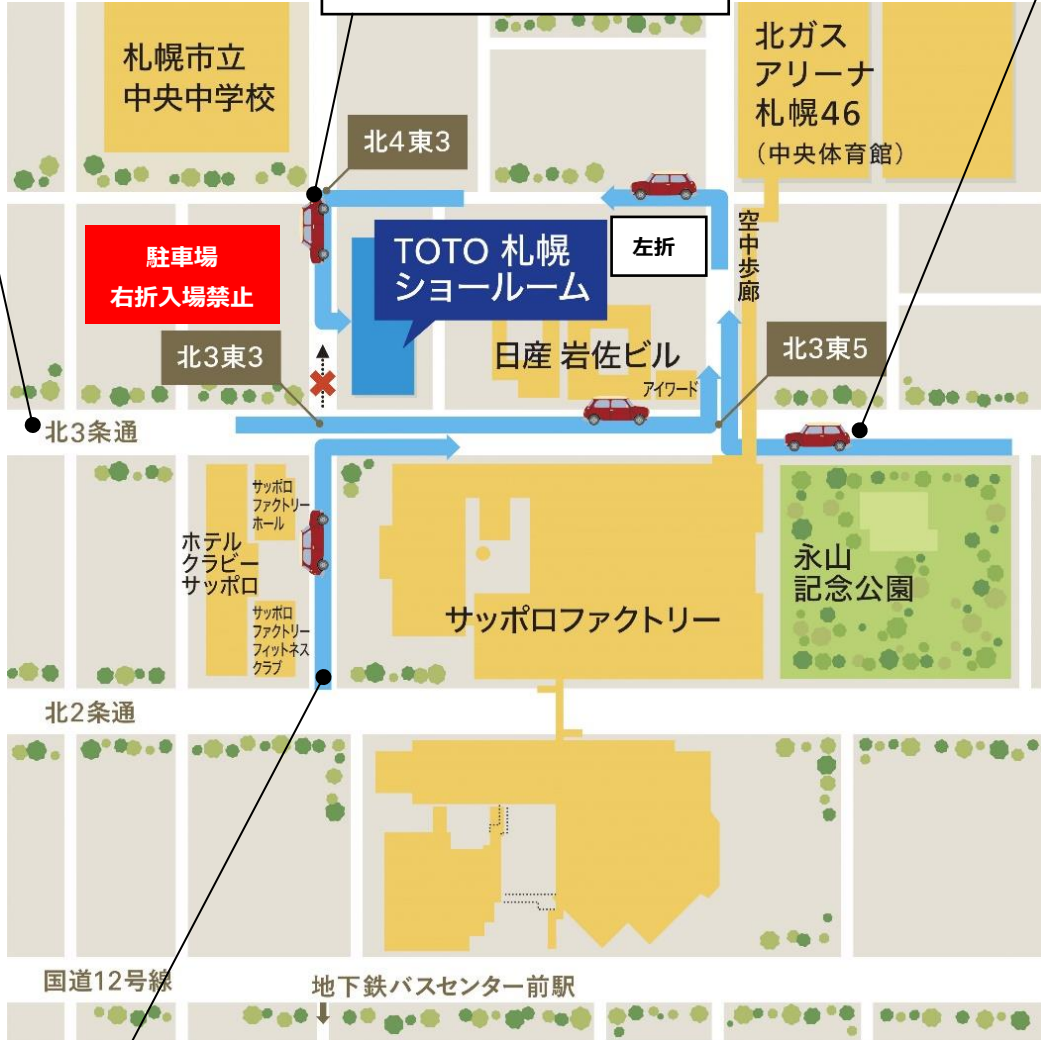 札幌市立
中央中学校
北ガス
アリーナ
札幌46
（中央体育館）
北4東3
空中歩廊
駐車場
右折入場禁止
TOTO 札幌
ショールーム
左折
北3東3
日産 岩佐ビル
アイワード
北3東5
北3条通
サッポロ
ファクトリー
ホール
ホテル
クラビー
サッポロ
サッポロ
ファクトリー
フィットネス
クラブ
サッポロファクトリー
永山
記念公園
北2条通
国道12号線
地下鉄バスセンター前駅